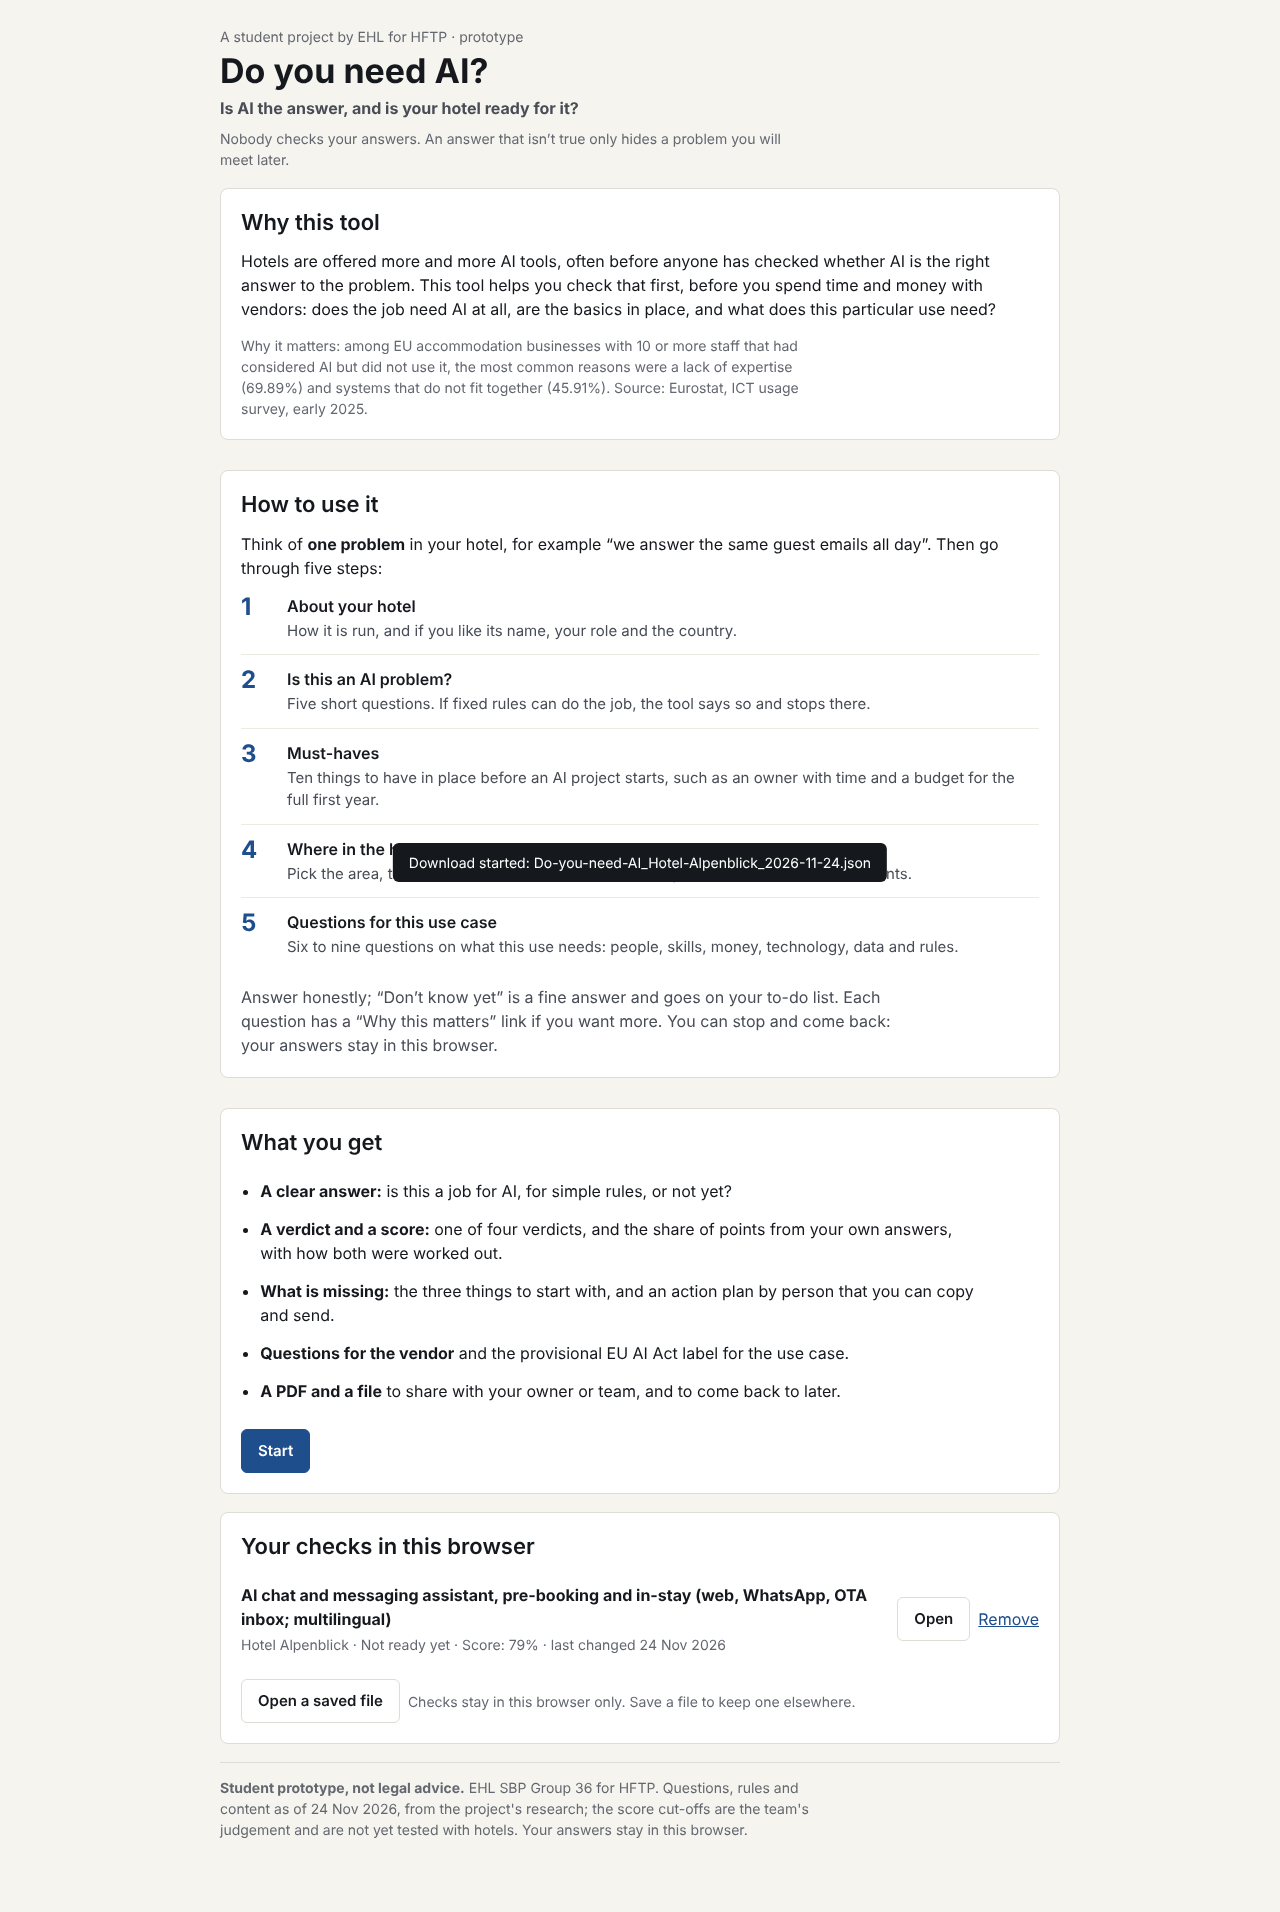 A student project by EHL for HFTP · prototype
Do you need AI?
Is AI the answer, and is your hotel ready for it?
Nobody checks your answers. An answer that isn’t true only hides a problem you will
meet later.
Why this tool
Hotels are offered more and more AI tools, often before anyone has checked whether AI is the right
answer to the problem. This tool helps you check that first, before you spend time and money with
vendors: does the job need AI at all, are the basics in place, and what does this particular use need?
Why it matters: among EU accommodation businesses with 10 or more staff that had
considered AI but did not use it, the most common reasons were a lack of expertise
(69.89%) and systems that do not fit together (45.91%). Source: Eurostat, ICT usage
survey, early 2025.
How to use it
Think of one problem in your hotel, for example “we answer the same guest emails all day”. Then go
through five steps:
1 About your hotel
How it is run, and if you like its name, your role and the country.
2 Is this an AI problem?
Five short questions. If fixed rules can do the job, the tool says so and stops there.
3 Must-haves
Ten things to have in place before an AI project starts, such as an owner with time and a budget for the
full first year.
4 Where in the
Download started: Do-you-need-AI_Hotel-Alpenblick_2026-11-24.json
Pick the area,
5 Questions for this use case
Six to nine questions on what this use needs: people, skills, money, technology, data and rules.
Answer honestly; “Don’t know yet” is a fine answer and goes on your to-do list. Each
question has a “Why this matters” link if you want more. You can stop and come back:
your answers stay in this browser.
What you get
• A clear answer: is this a job for AI, for simple rules, or not yet?
• A verdict and a score: one of four verdicts, and the share of points from your own answers,
with how both were worked out.
• What is missing: the three things to start with, and an action plan by person that you can copy
and send.
• Questions for the vendor and the provisional EU AI Act label for the use case.
• A PDF and a file to share with your owner or team, and to come back to later.
Start
Your checks in this browser
AI chat and messaging assistant, pre-booking and in-stay (web, WhatsApp, OTA
inbox; multilingual)
Hotel Alpenblick · Not ready yet · Score: 79% · last changed 24 Nov 2026
Open Remove
Open a saved file Checks stay in this browser only. Save a file to keep one elsewhere.
Student prototype, not legal advice. EHL SBP Group 36 for HFTP. Questions, rules and
content as of 24 Nov 2026, from the project's research; the score cut-offs are the team's
judgement and are not yet tested with hotels. Your answers stay in this browser.